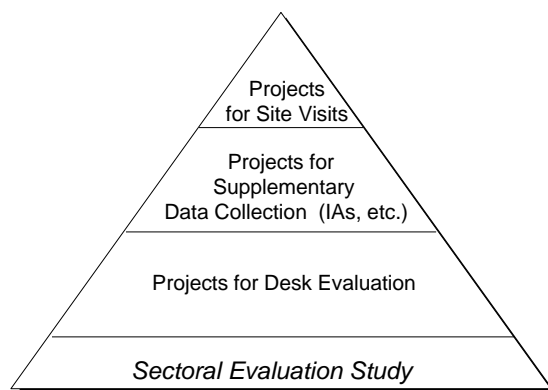 Projects
for Site Visits
Projects for
Supplementary
Data Collection (IAs, etc.)
Projects for Desk Evaluation
Sectoral Evaluation Study